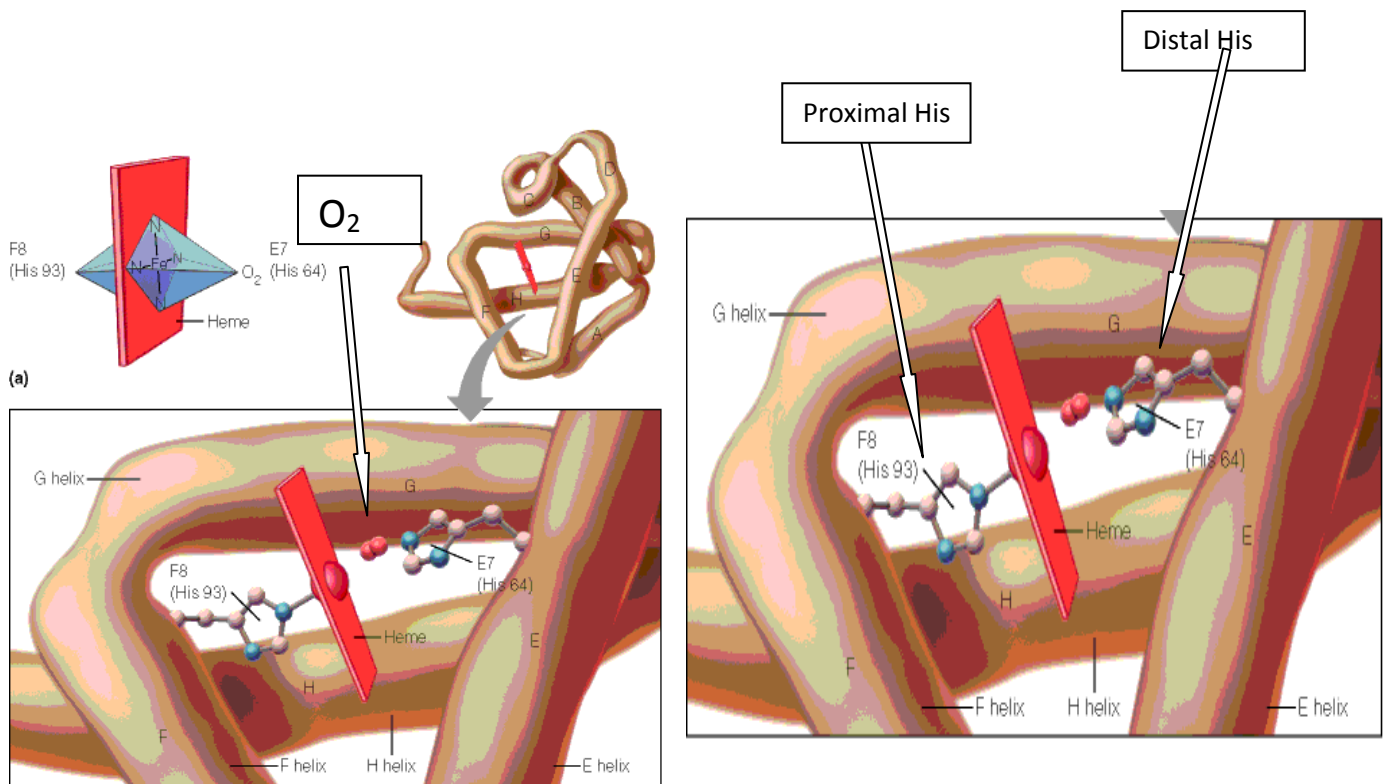 Distal His
Proximal His
O₂
F8
(His 93)
N
N
Fe
N
N
O₂
E7
(His 64)
Heme
(a)
C
B
D
G
E
F
H
A
G helix
G
F8
(His 93)
E7
(His 64)
Heme
H
E
F
F helix
H helix
E helix
G helix
G
F8
(His 93)
E7
(His 64)
Heme
H
E
F
F helix
H helix
E helix